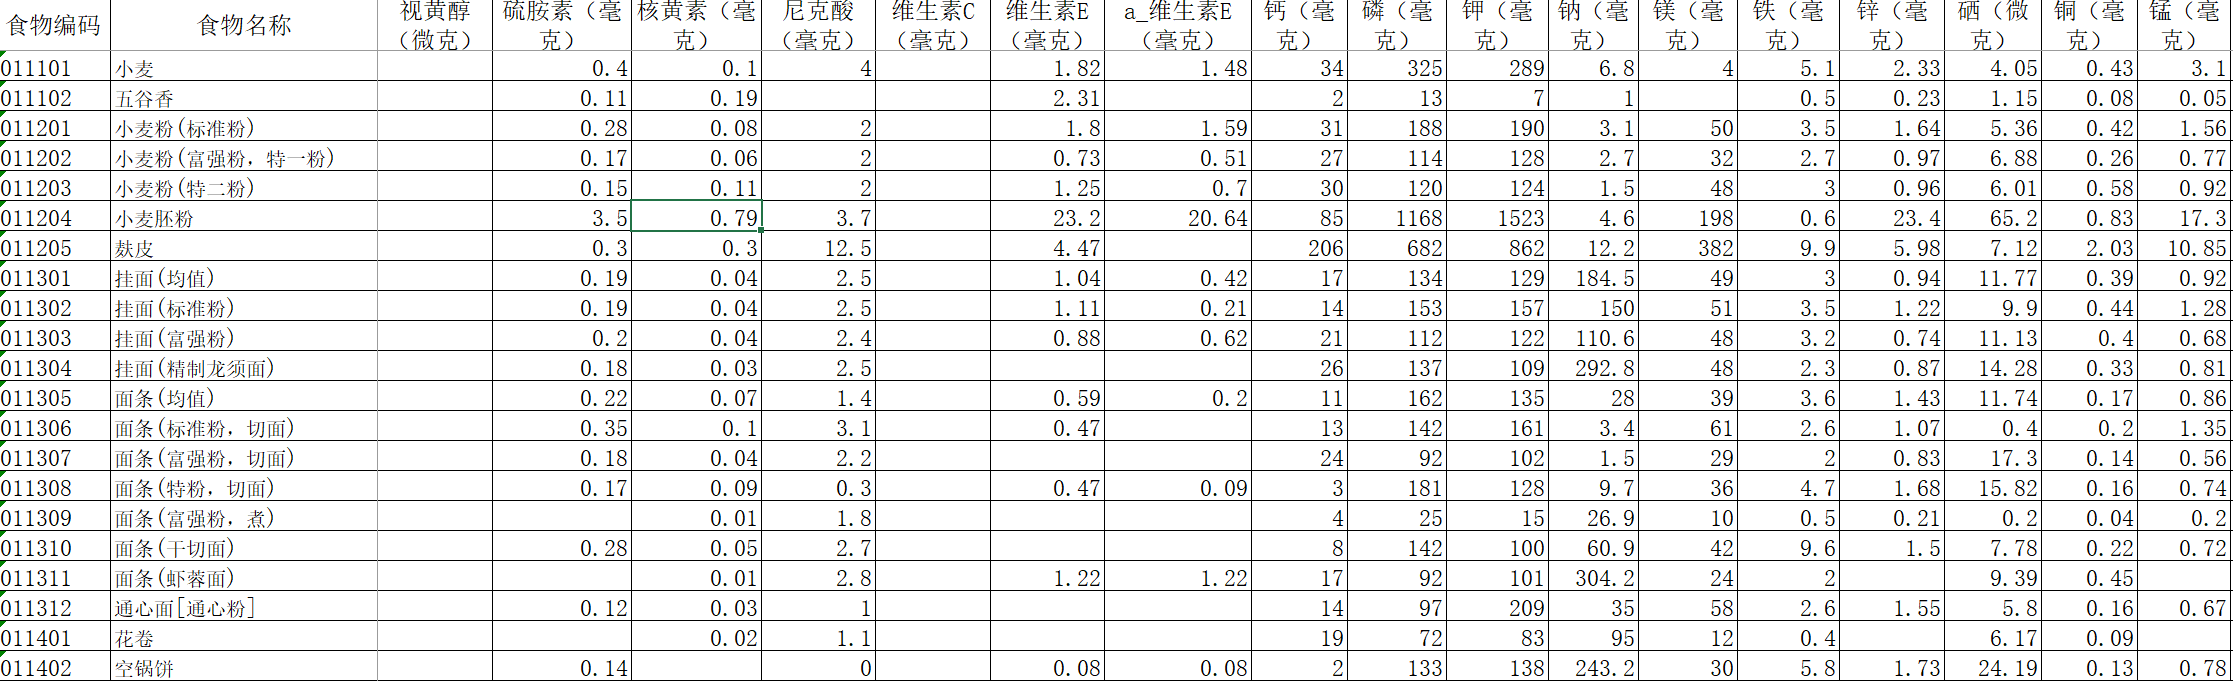 食物编码 食物名称 视黄醇（微克） 硫胺素（毫克） 核黄素（毫克） 尼克酸（毫克） 维生素C（毫克） 维生素E（毫克） a_维生素E（毫克） 钙（毫克） 磷（毫克） 钾（毫克） 钠（毫克） 镁（毫克） 铁（毫克） 锌（毫克） 硒（微克） 铜（毫克） 锰（毫克）
011101 小麦 0.4 0.1 4 1.82 1.48 34 325 289 6.8 4 5.1 2.33 4.05 0.43 3.1
011102 五谷香 0.11 0.19 2.31 2 13 7 1 0.5 0.23 1.15 0.08 0.05
011201 小麦粉(标准粉) 0.28 0.08 2 1.8 1.59 31 188 190 3.1 50 3.5 1.64 5.36 0.42 1.56
011202 小麦粉(富强粉，特一粉) 0.17 0.06 2 0.73 0.51 27 114 128 2.7 32 2.7 0.97 6.88 0.26 0.77
011203 小麦粉(特二粉) 0.15 0.11 2 1.25 0.7 30 120 124 1.5 48 3 0.96 6.01 0.58 0.92
011204 小麦胚粉 3.5 0.79 3.7 23.2 20.64 85 1168 1523 4.6 198 0.6 23.4 65.2 0.83 17.3
011205 麸皮 0.3 0.3 12.5 4.47 206 682 862 12.2 382 9.9 5.98 7.12 2.03 10.85
011301 挂面(均值) 0.19 0.04 2.5 1.04 0.42 17 134 129 184.5 49 3 0.94 11.77 0.39 0.92
011302 挂面(标准粉) 0.19 0.04 2.5 1.11 0.21 14 153 157 150 51 3.5 1.22 9.9 0.44 1.28
011303 挂面(富强粉) 0.2 0.04 2.4 0.88 0.62 21 112 122 110.6 48 3.2 0.74 11.13 0.4 0.68
011304 挂面(精制龙须面) 0.18 0.03 2.5 26 137 109 292.8 48 2.3 0.87 14.28 0.33 0.81
011305 面条(均值) 0.22 0.07 1.4 0.59 0.2 11 162 135 28 39 3.6 1.43 11.74 0.17 0.86
011306 面条(标准粉，切面) 0.35 0.1 3.1 0.47 13 142 161 3.4 61 2.6 1.07 0.4 0.2 1.35
011307 面条(富强粉，切面) 0.18 0.04 2.2 24 92 102 1.5 29 2 0.83 17.3 0.14 0.56
011308 面条(特粉，切面) 0.17 0.09 0.3 0.47 0.09 3 181 128 9.7 36 4.7 1.68 15.82 0.16 0.74
011309 面条(富强粉，煮) 0.01 1.8 4 25 15 26.9 10 0.5 0.21 0.2 0.04 0.2
011310 面条(干切面) 0.28 0.05 2.7 8 142 100 60.9 42 9.6 1.5 7.78 0.22 0.72
011311 面条(虾蓉面) 0.01 2.8 1.22 1.22 17 92 101 304.2 24 2 9.39 0.45
011312 通心面[通心粉] 0.12 0.03 1 14 97 209 35 58 2.6 1.55 5.8 0.16 0.67
011401 花卷 0.02 1.1 19 72 83 95 12 0.4 6.17 0.09
011402 空锅饼 0.14 0 0.08 0.08 2 133 138 243.2 30 5.8 1.73 24.19 0.13 0.78